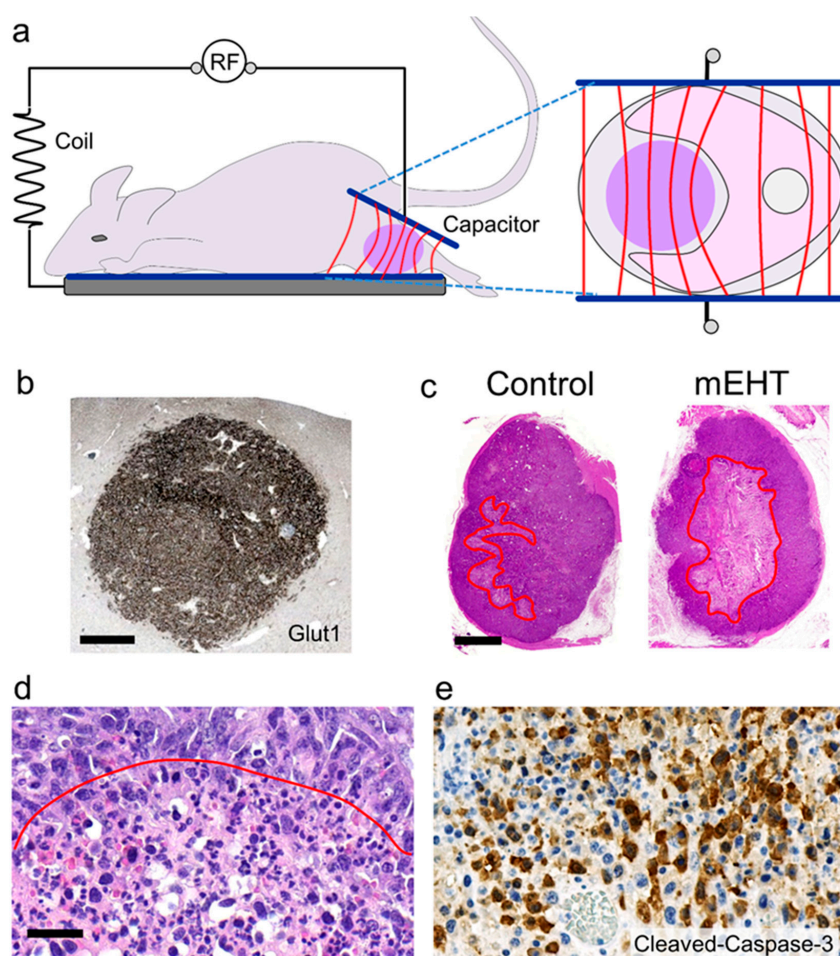 a
RF
Coil
Capacitor
b
Glut1
c
Control
mEHT
d
e
Cleaved-Caspase-3